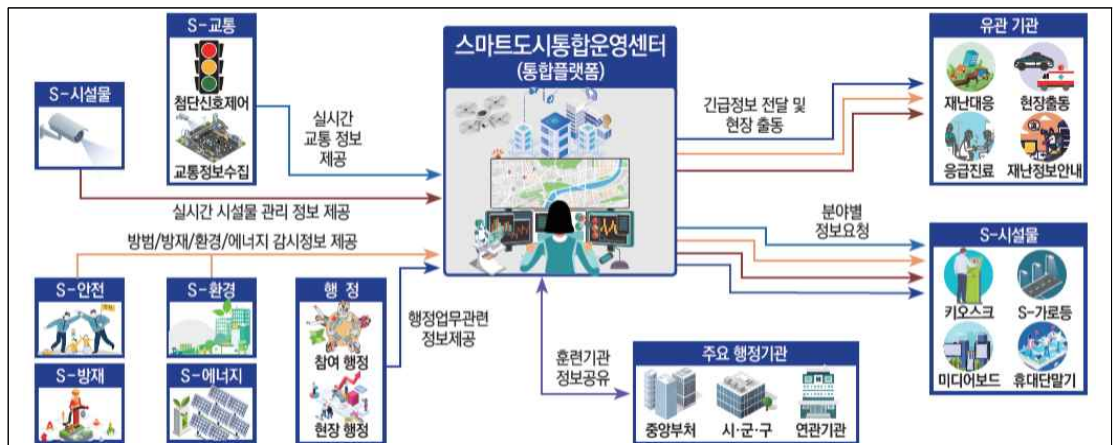 S-교통
첨단신호제어
교통정보수집
S-시설물
실시간
교통 정보
제공
실시간 시설물 관리 정보 제공
방범/방재/환경/에너지 감시정보 제공
S-안전
S-환경
S-방재
S-에너지
행 정
참여 행정
현장 행정
행정업무관련
정보제공
스마트도시통합운영센터
(통합플랫폼)
긴급정보 전달 및
현장 출동
유관 기관
재난대응
현장출동
응급진료
재난정보안내
분야별
정보요청
S-시설물
키오스크
S-가로등
미디어보드
휴대단말기
훈련기관
정보공유
주요 행정기관
중앙부처
시·군·구
연관기관